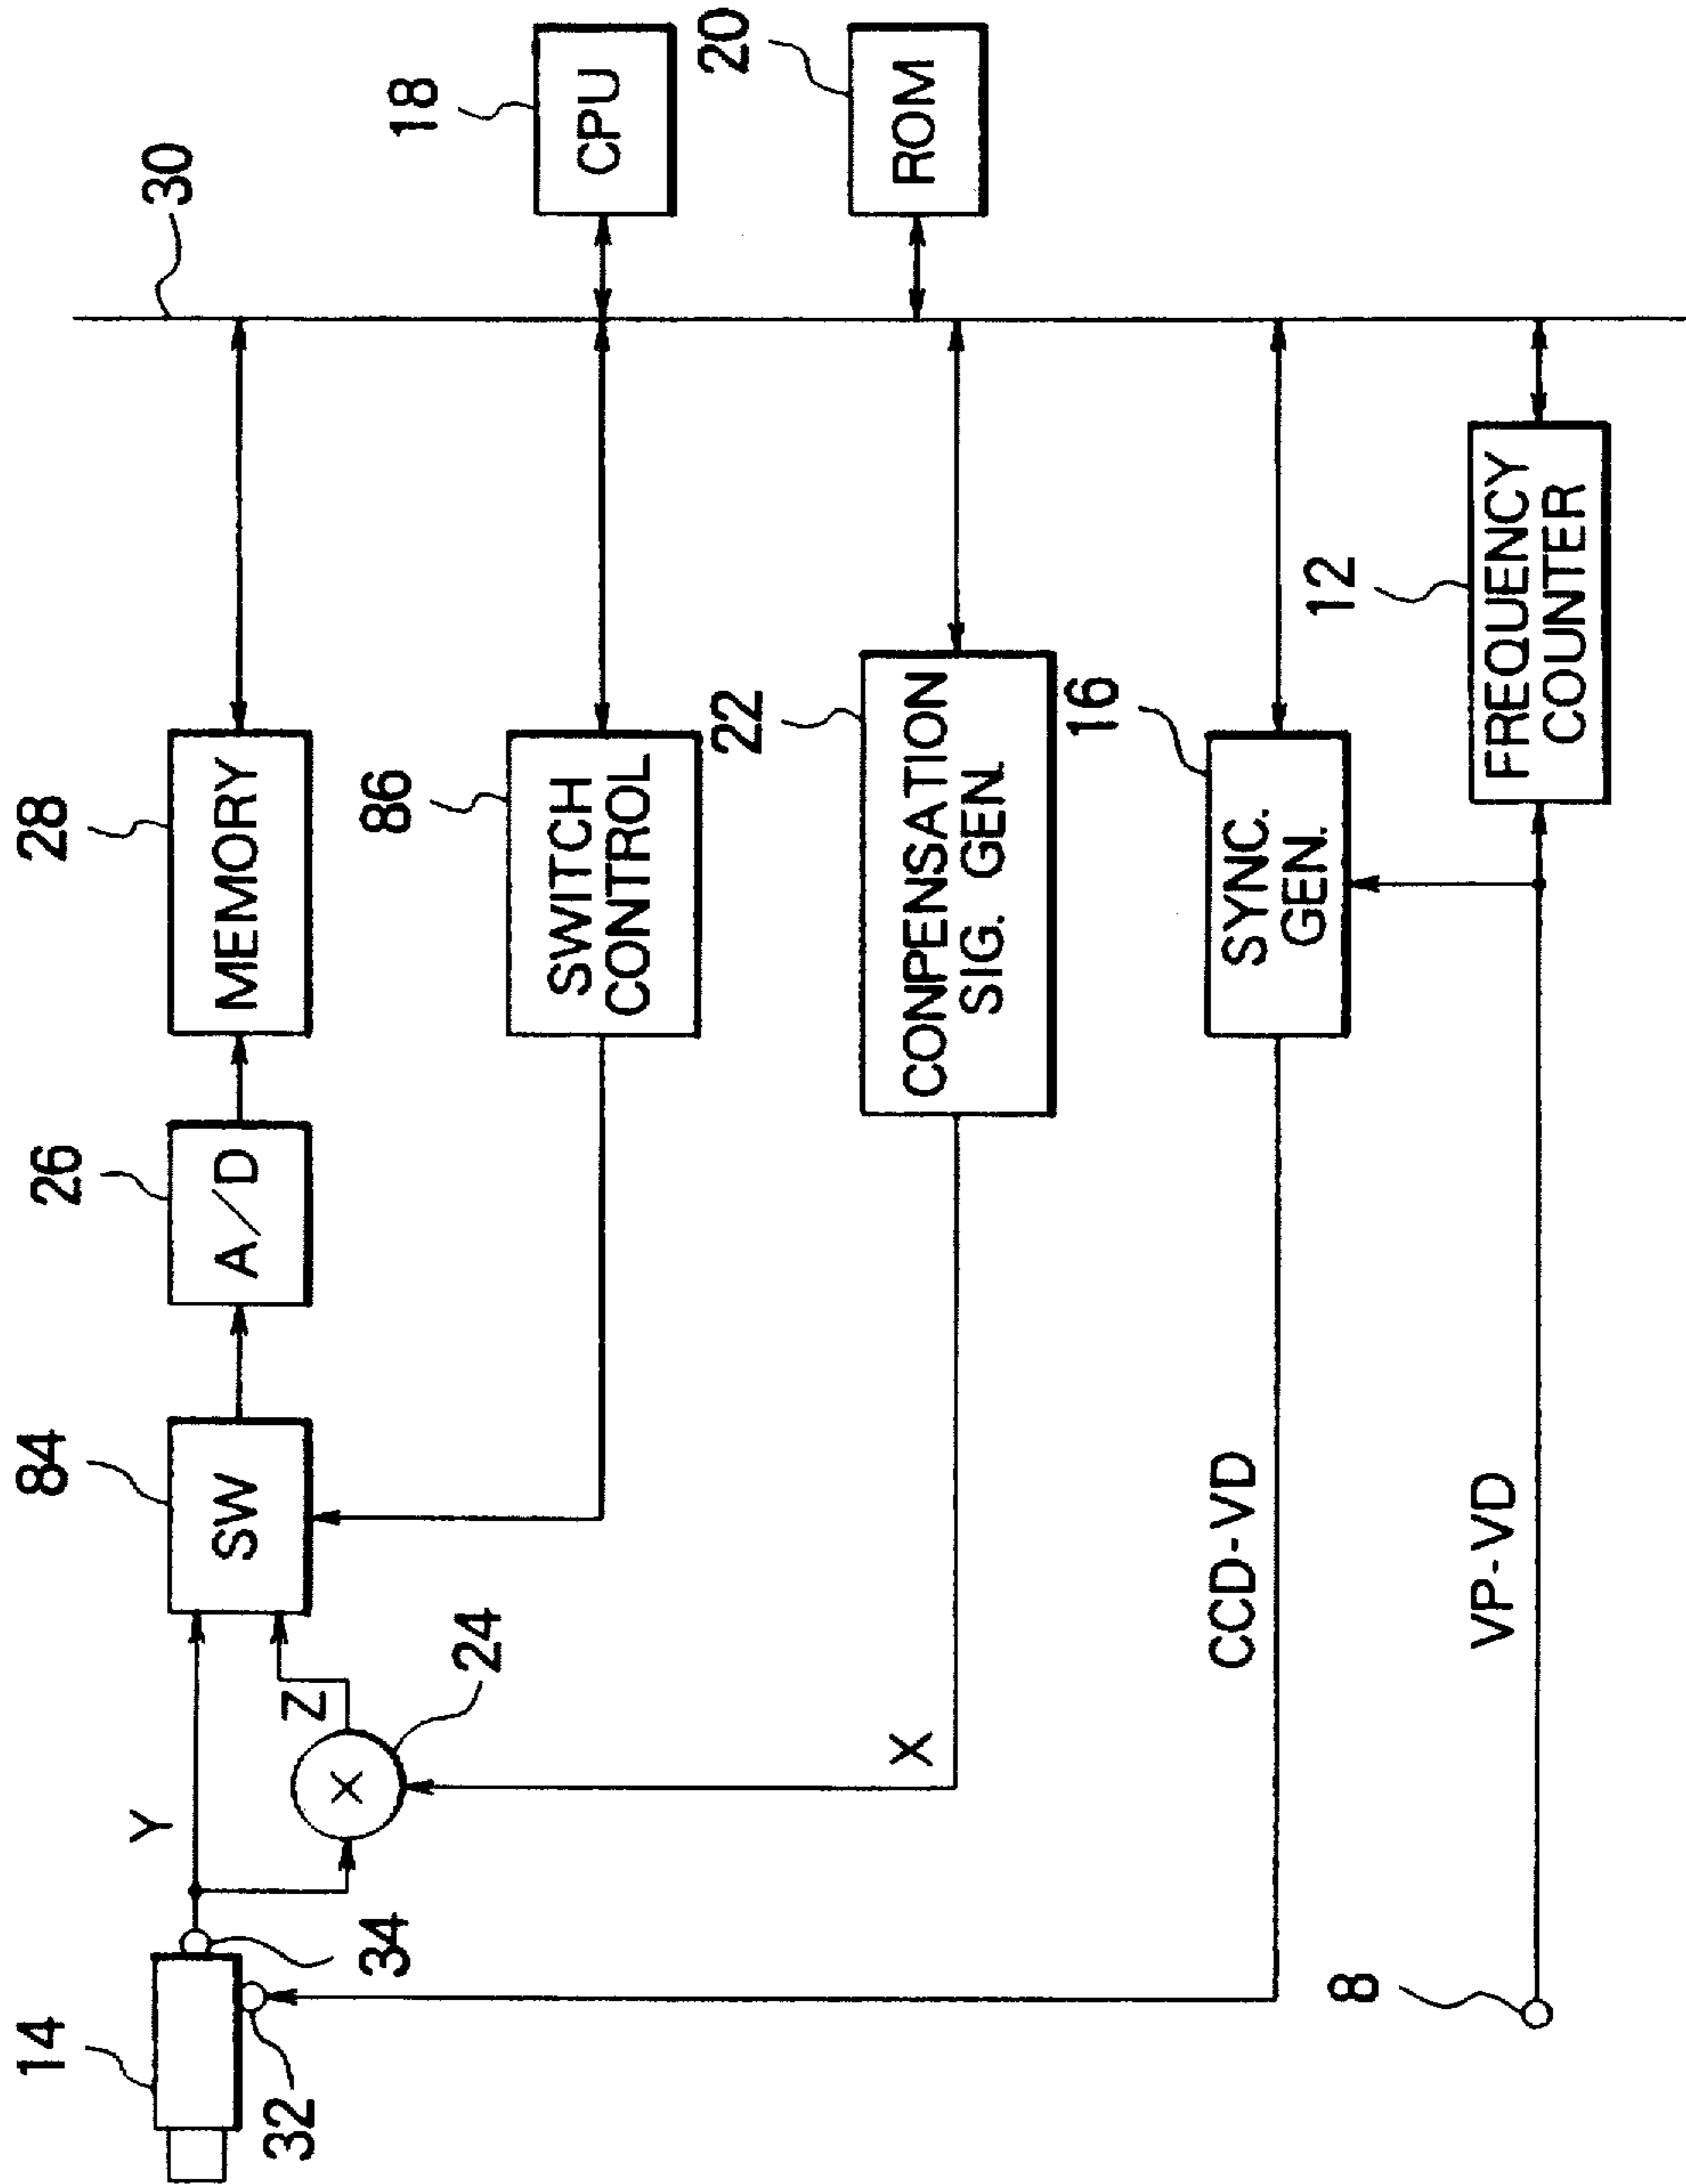 14
34
32
Y
Z
24
X
84
SW
26
A/D
28
MEMORY
30
86
SWITCH
CONTROL
18
CPU
22
CONPENSATION
SIG. GEN.
20
ROM
X
16
SYNC.
GEN.
CCD-VD
12
FREQUENCY
COUNTER
VP-VD
8